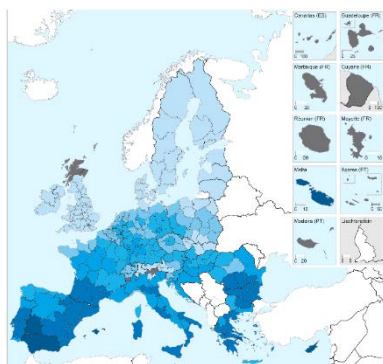 Canarias (ES)
Guadeloupe (FR)
Martinique (FR)
Guyane (FR)
Réunion (FR)
Mayotte (FR)
Malta
Açores (PT)
Madeira (PT)
Liechtenstein